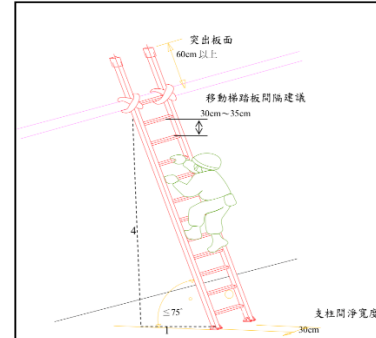 突出板面
60cm 以上
移動梯踏板間隔建議
30cm～35cm
4
≤75°
1
支柱間淨寬度
30cm